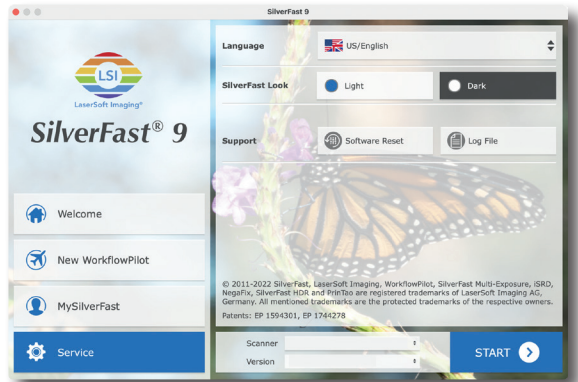 SilverFast 9
LSI
LaserSoft Imaging®
SilverFast® 9
Welcome
New WorkflowPilot
MySilverFast
Service
Language
US/English
SilverFast Look
Light
Dark
Support
Software Reset
Log File
© 2011-2022 SilverFast, LaserSoft Imaging, WorkflowPilot, SilverFast Multi-Exposure, iSRD,
NegaFix, SilverFast HDR and PrinTao are registered trademarks of LaserSoft Imaging AG,
Germany. All mentioned trademarks are the protected trademarks of the respective owners.
Patents: EP 1594301, EP 1744278
Scanner
Version
START